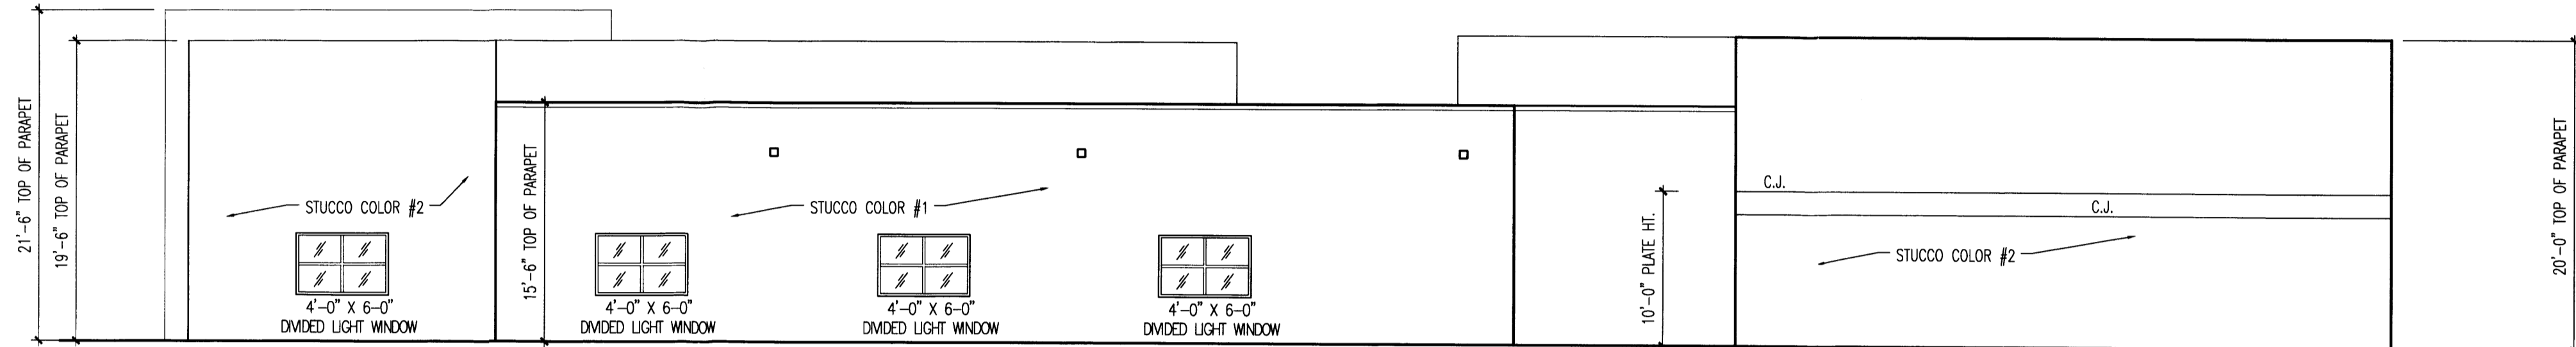 21'-6" TOP OF PARAPET
19'-6" TOP OF PARAPET
STUCCO COLOR #2
4'-0" X 6-0"
DIVIDED LIGHT WINDOW
15'-6" TOP OF PARAPET
STUCCO COLOR #1
4'-0" X 6-0"
DIVIDED LIGHT WINDOW
4'-0" X 6-0"
DIVIDED LIGHT WINDOW
4'-0" X 6-0"
DIVIDED LIGHT WINDOW
10'-0" PLATE HT.
C.J.
C.J.
STUCCO COLOR #2
20'-0" TOP OF PARAPET